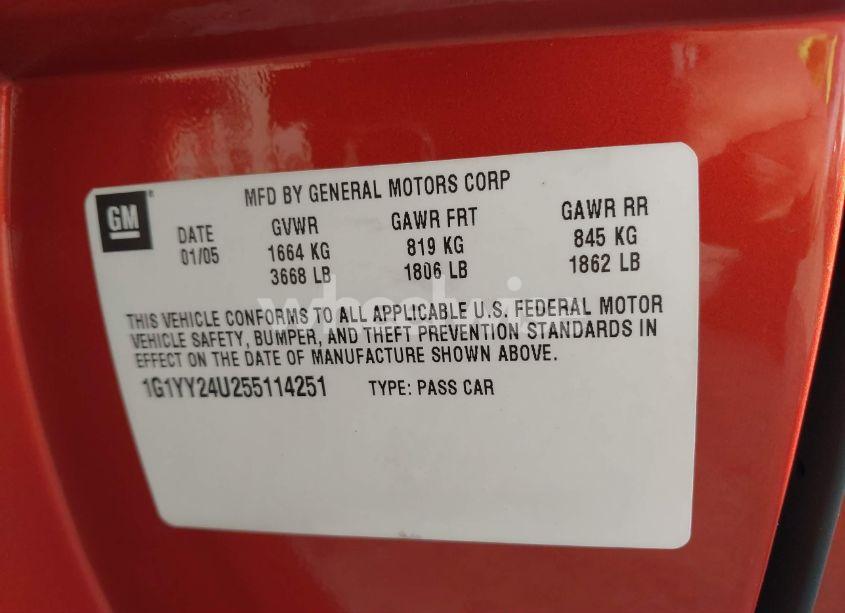 MFD BY GENERAL MOTORS CORP
GM®
DATE GVWR GAWR FRT GAWR RR
01/05 1664 KG 819 KG 845 KG
3668 LB 1806 LB 1862 LB
THIS VEHICLE CONFORMS TO ALL APPLICABLE U.S. FEDERAL MOTOR
VEHICLE SAFETY, BUMPER, AND THEFT PREVENTION STANDARDS IN
EFFECT ON THE DATE OF MANUFACTURE SHOWN ABOVE.
1G1YY24U255114251 TYPE: PASS CAR